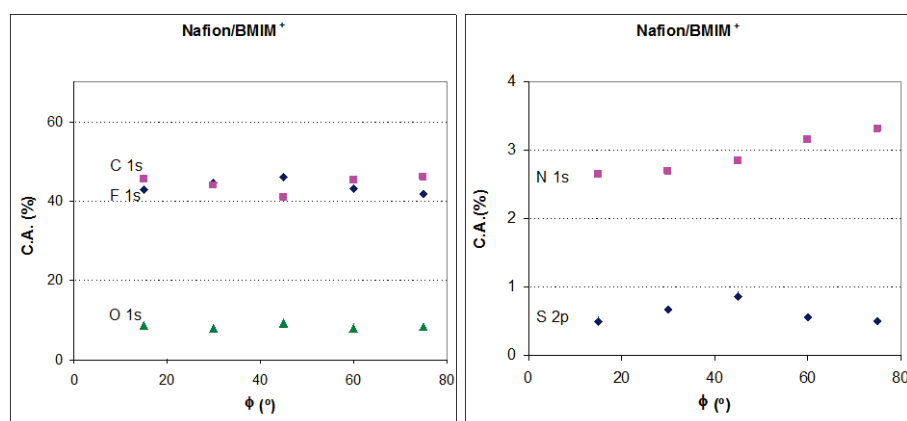 Nafion/BMIM⁺
C.A. (%)
60
40
20
0
C 1s
F 1s
O 1s
0 20 40 60 80
ϕ (º)
Nafion/BMIM⁺
C.A.(%)
4
3
2
1
0
N 1s
S 2p
0 20 40 60 80
ϕ (º)